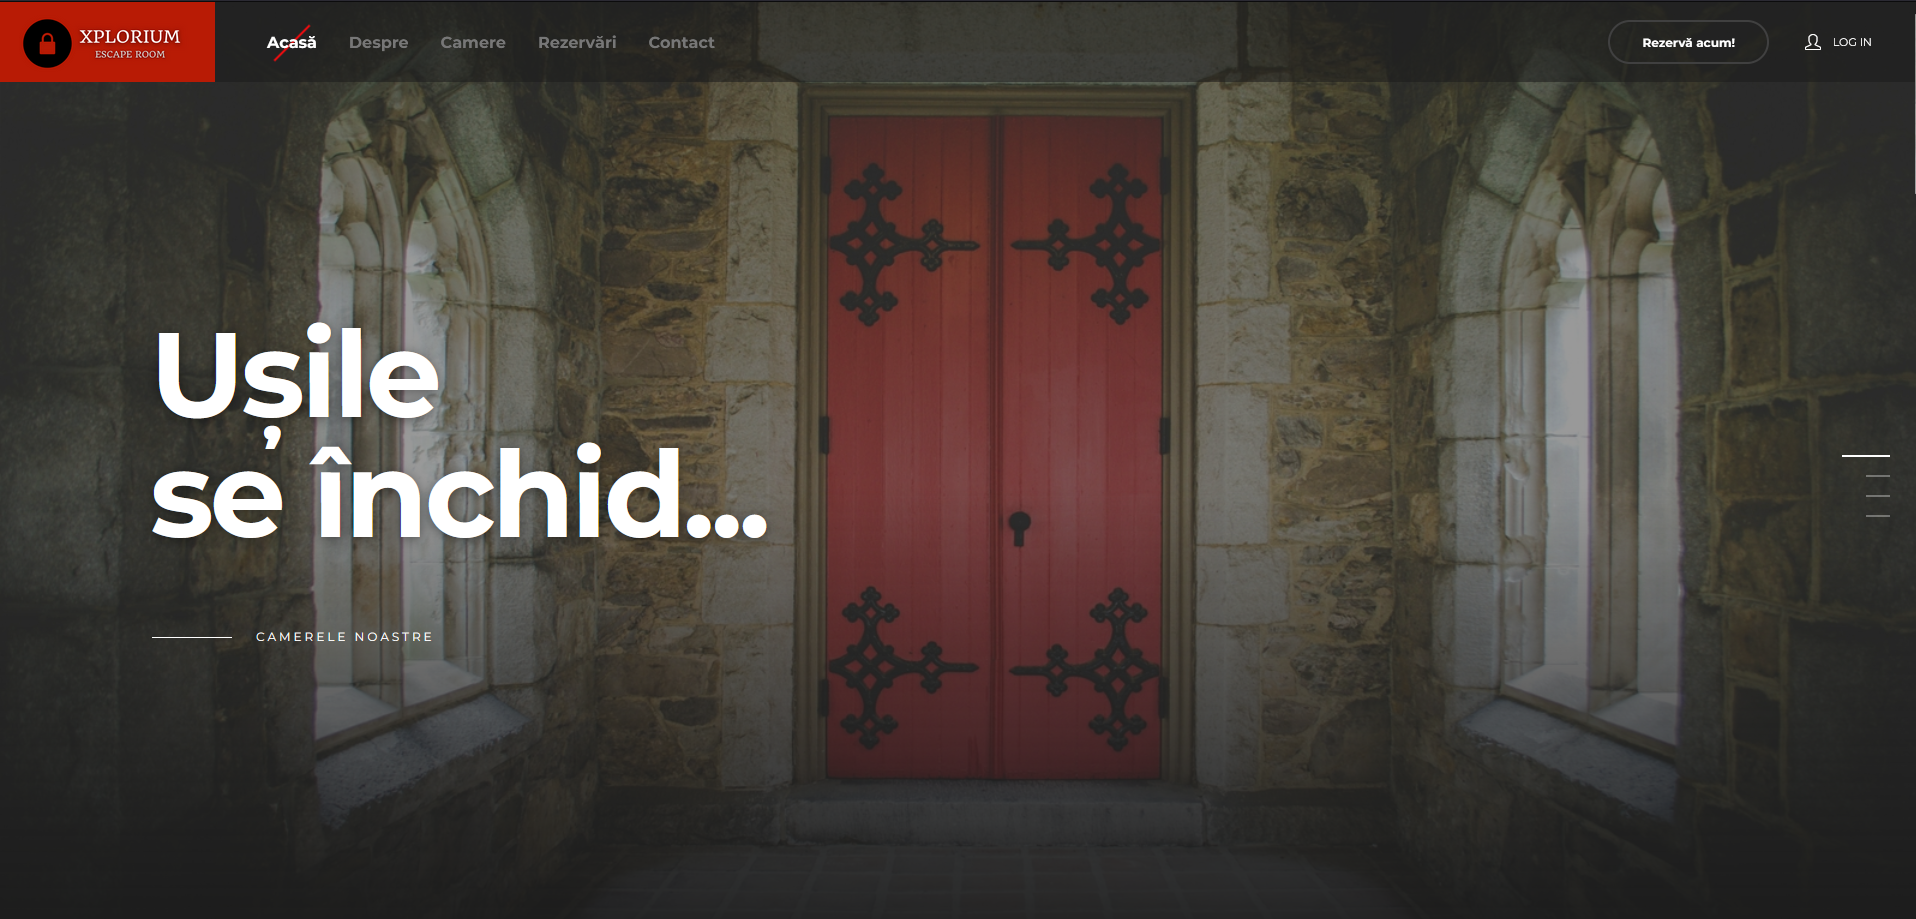 XPLORIUM
ESCAPE ROOM
Acasă
Despre
Camere
Rezervări
Contact
Rezervă acum!
LOG IN
Ușile
se închid...
CAMERELE NOASTRE